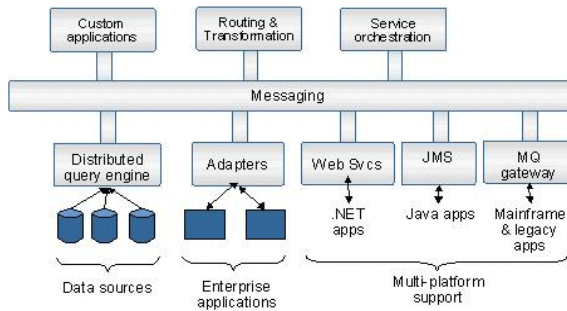 Custom
applications
Routing &
Transformation
Service
orchestration
Messaging
Distributed
query engine
Adapters
Web Svcs
JMS
MQ
gateway
.NET
apps
Java apps
Mainframe
& legacy
apps
Data sources
Enterprise
applications
Multi-platform
support